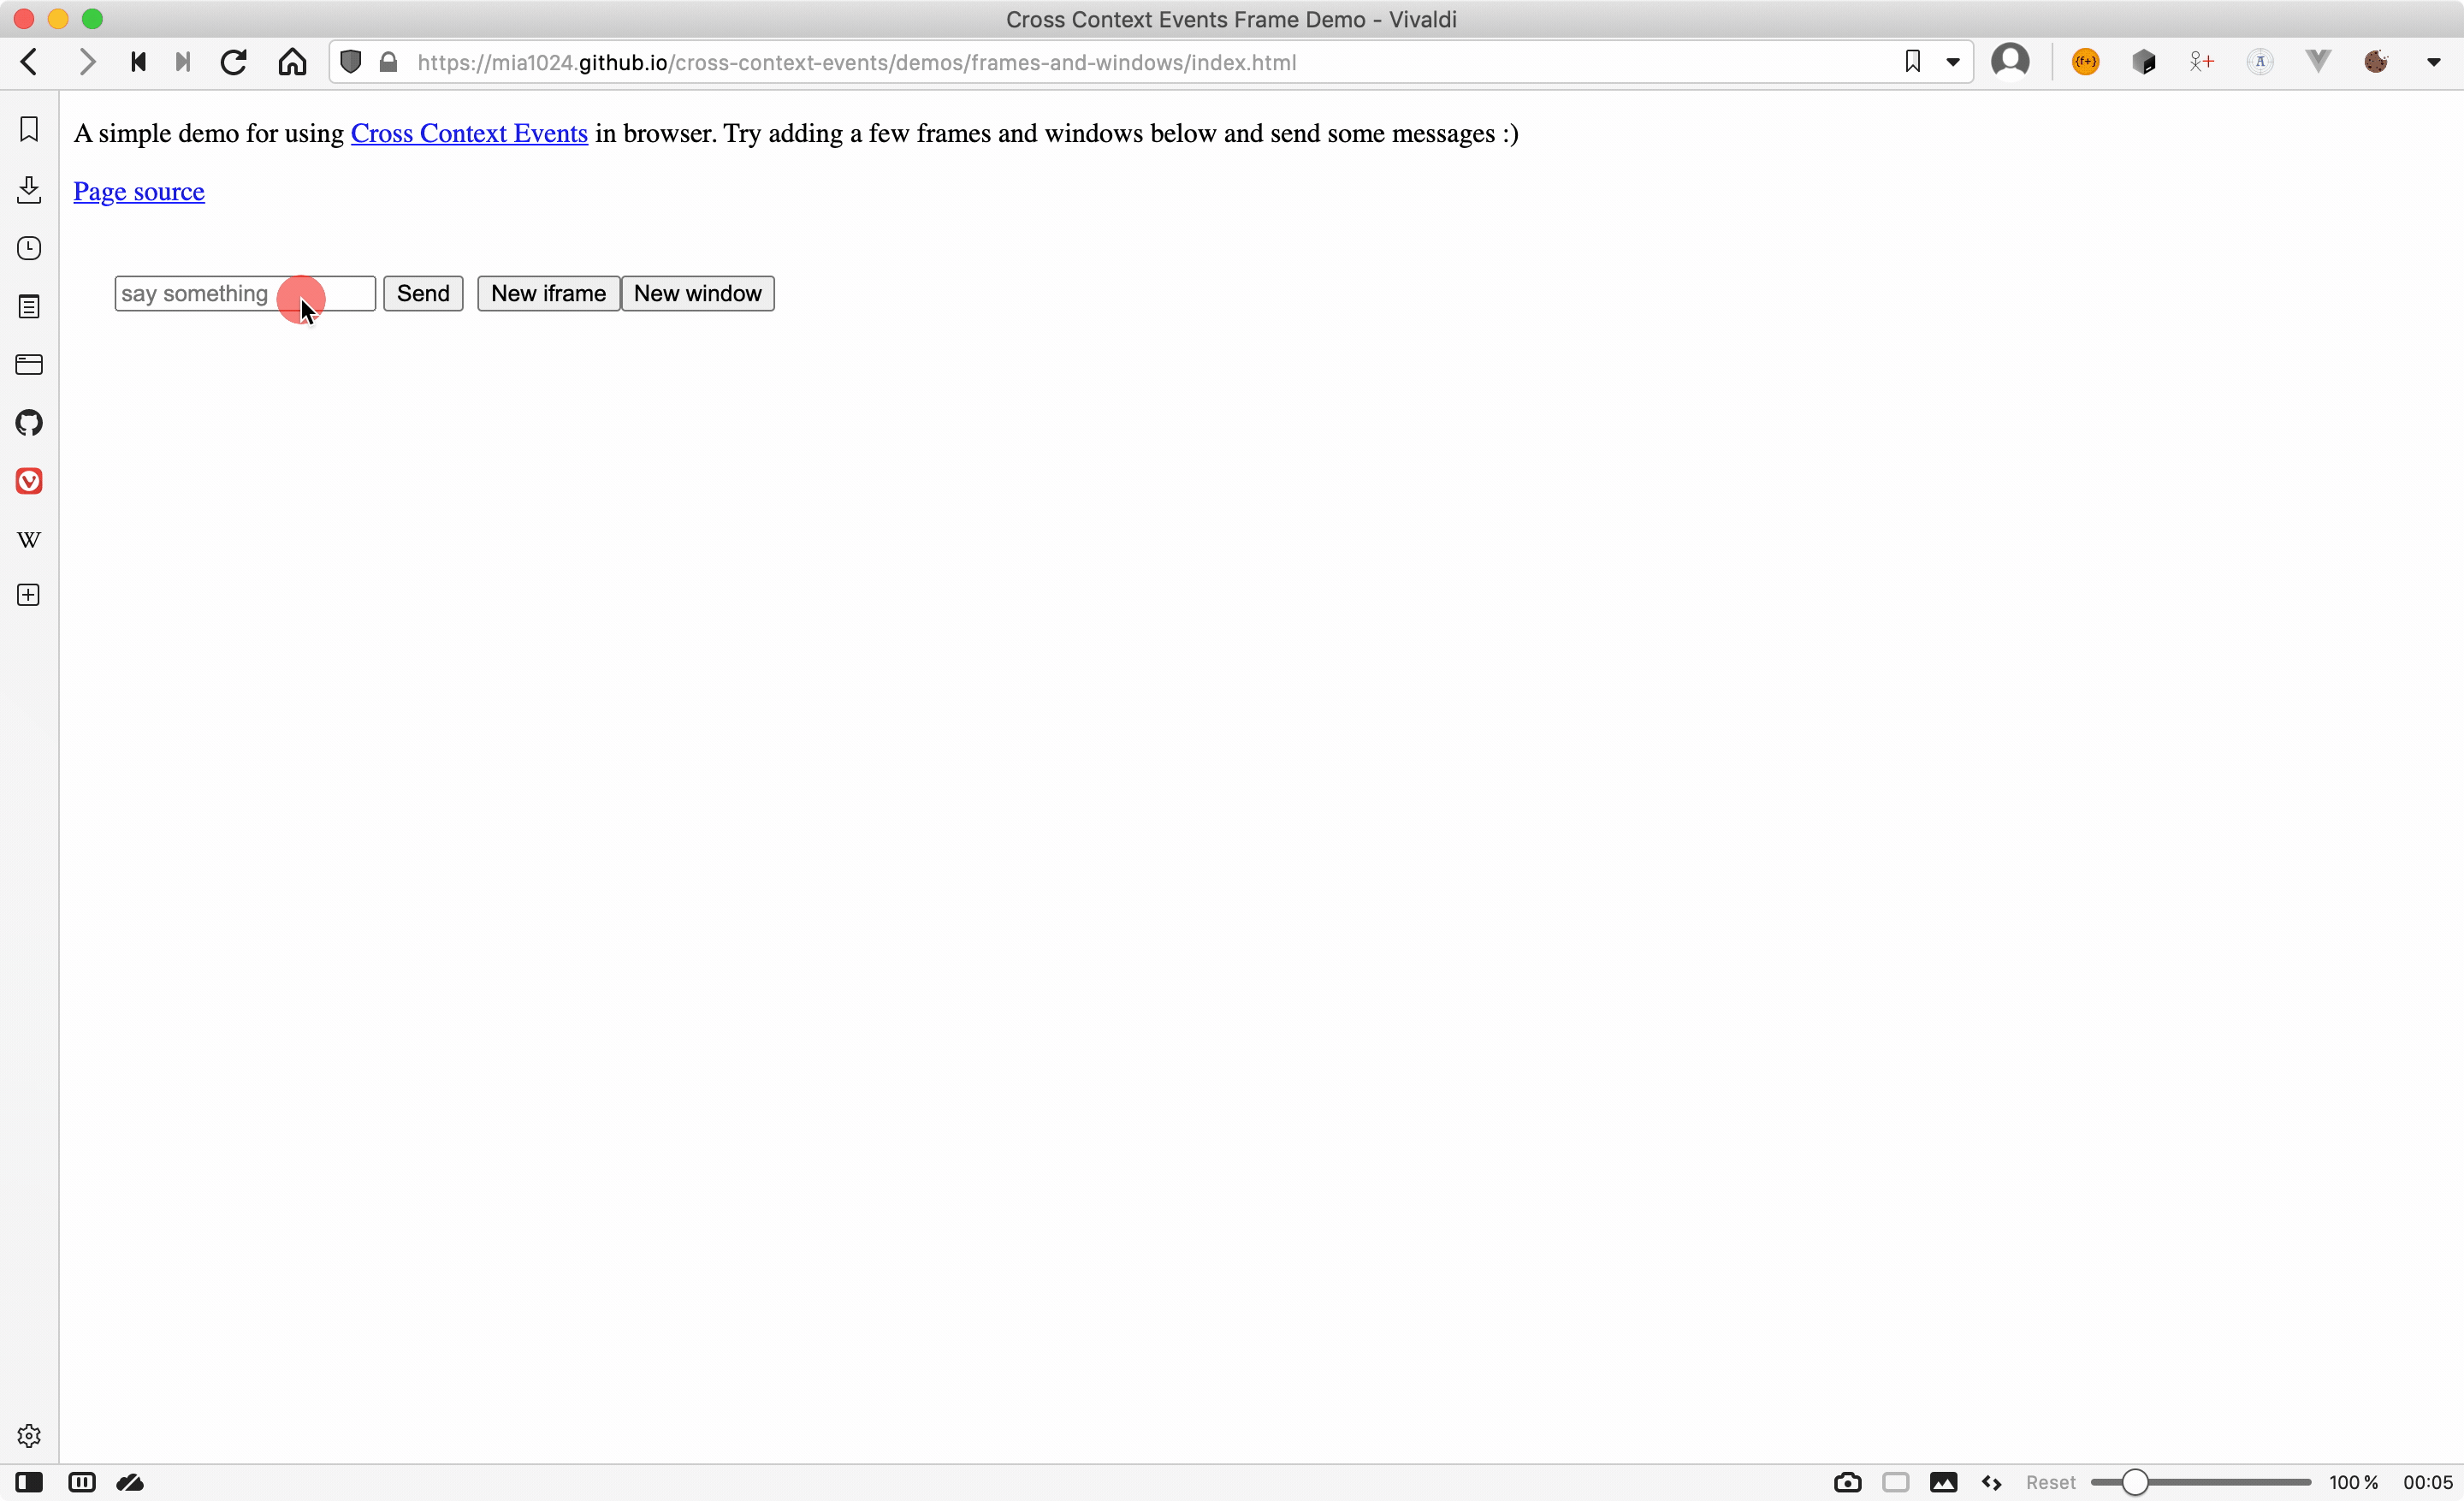 Cross Context Events Frame Demo - Vivaldi
https://mia1024.github.io/cross-context-events/demos/frames-and-windows/index.html
{f+}
A
A simple demo for using Cross Context Events in browser. Try adding a few frames and windows below and send some messages :)
Page source
say something Send New iframe New window
W
Reset 100 % 00:05